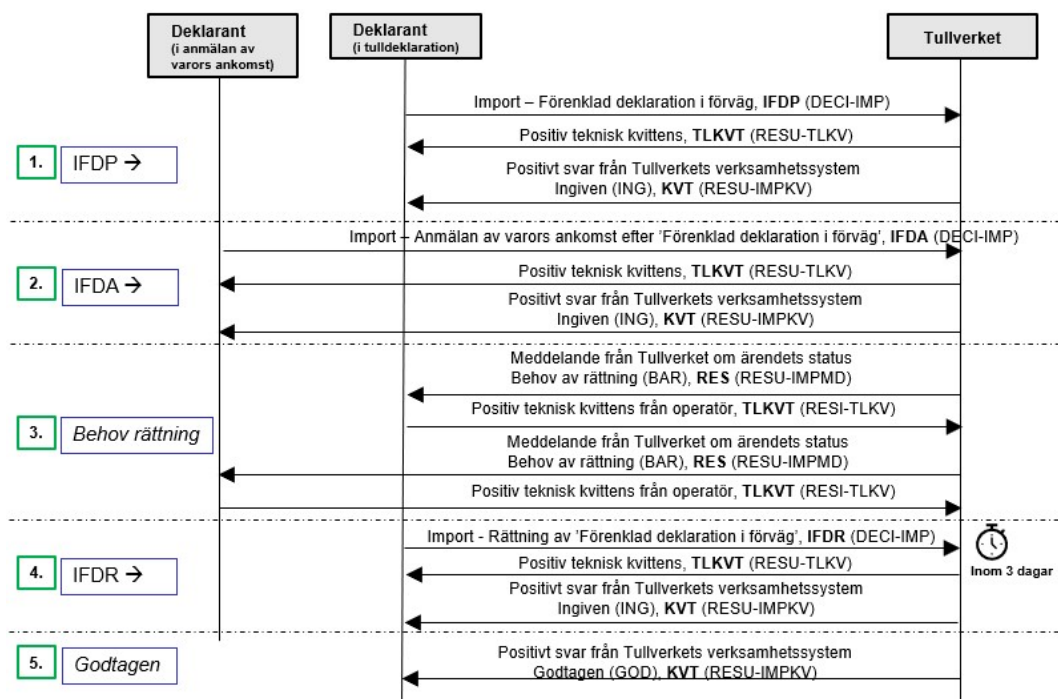 Deklarant
(i anmälan av
varors ankomst)
Deklarant
(i tulldeklaration)
Tullverket
Import – Förenklad deklaration i förväg, IFDP (DECI-IMP)
Positiv teknisk kvittens, TLKVT (RESU-TLKV)
1.
IFDP →
Positivt svar från Tullverkets verksamhetssystem
Ingiven (ING), KVT (RESU-IMPKV)
Import – Anmälan av varors ankomst efter 'Förenklad deklaration i förväg', IFDA (DECI-IMP)
Positiv teknisk kvittens, TLKVT (RESU-TLKV)
2.
IFDA →
Positivt svar från Tullverkets verksamhetssystem
Ingiven (ING), KVT (RESU-IMPKV)
Meddelande från Tullverket om ärendets status
Behov av rättning (BAR), RES (RESU-IMPMD)
Positiv teknisk kvittens från operatör, TLKVT (RESI-TLKV)
3.
Behov rättning
Meddelande från Tullverket om ärendets status
Behov av rättning (BAR), RES (RESU-IMPMD)
Positiv teknisk kvittens från operatör, TLKVT (RESI-TLKV)
Import - Rättning av 'Förenklad deklaration i förväg', IFDR (DECI-IMP)
Positiv teknisk kvittens, TLKVT (RESU-TLKV)
Inom 3 dagar
4.
IFDR →
Positivt svar från Tullverkets verksamhetssystem
Ingiven (ING), KVT (RESU-IMPKV)
5.
Godtagen
Positivt svar från Tullverkets verksamhetssystem
Godtagen (GOD), KVT (RESU-IMPKV)